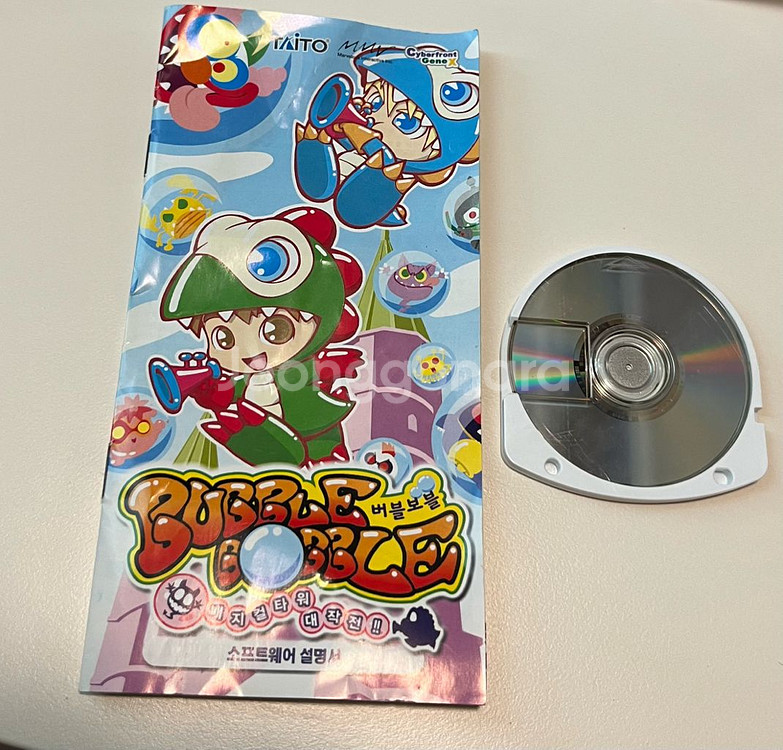 TAITO
Cyberfront
GeneX
Joonggonara
BUBBLE
버블보블
BOBBLE
매지컬타워
대작전!!
소프트웨어 설명서